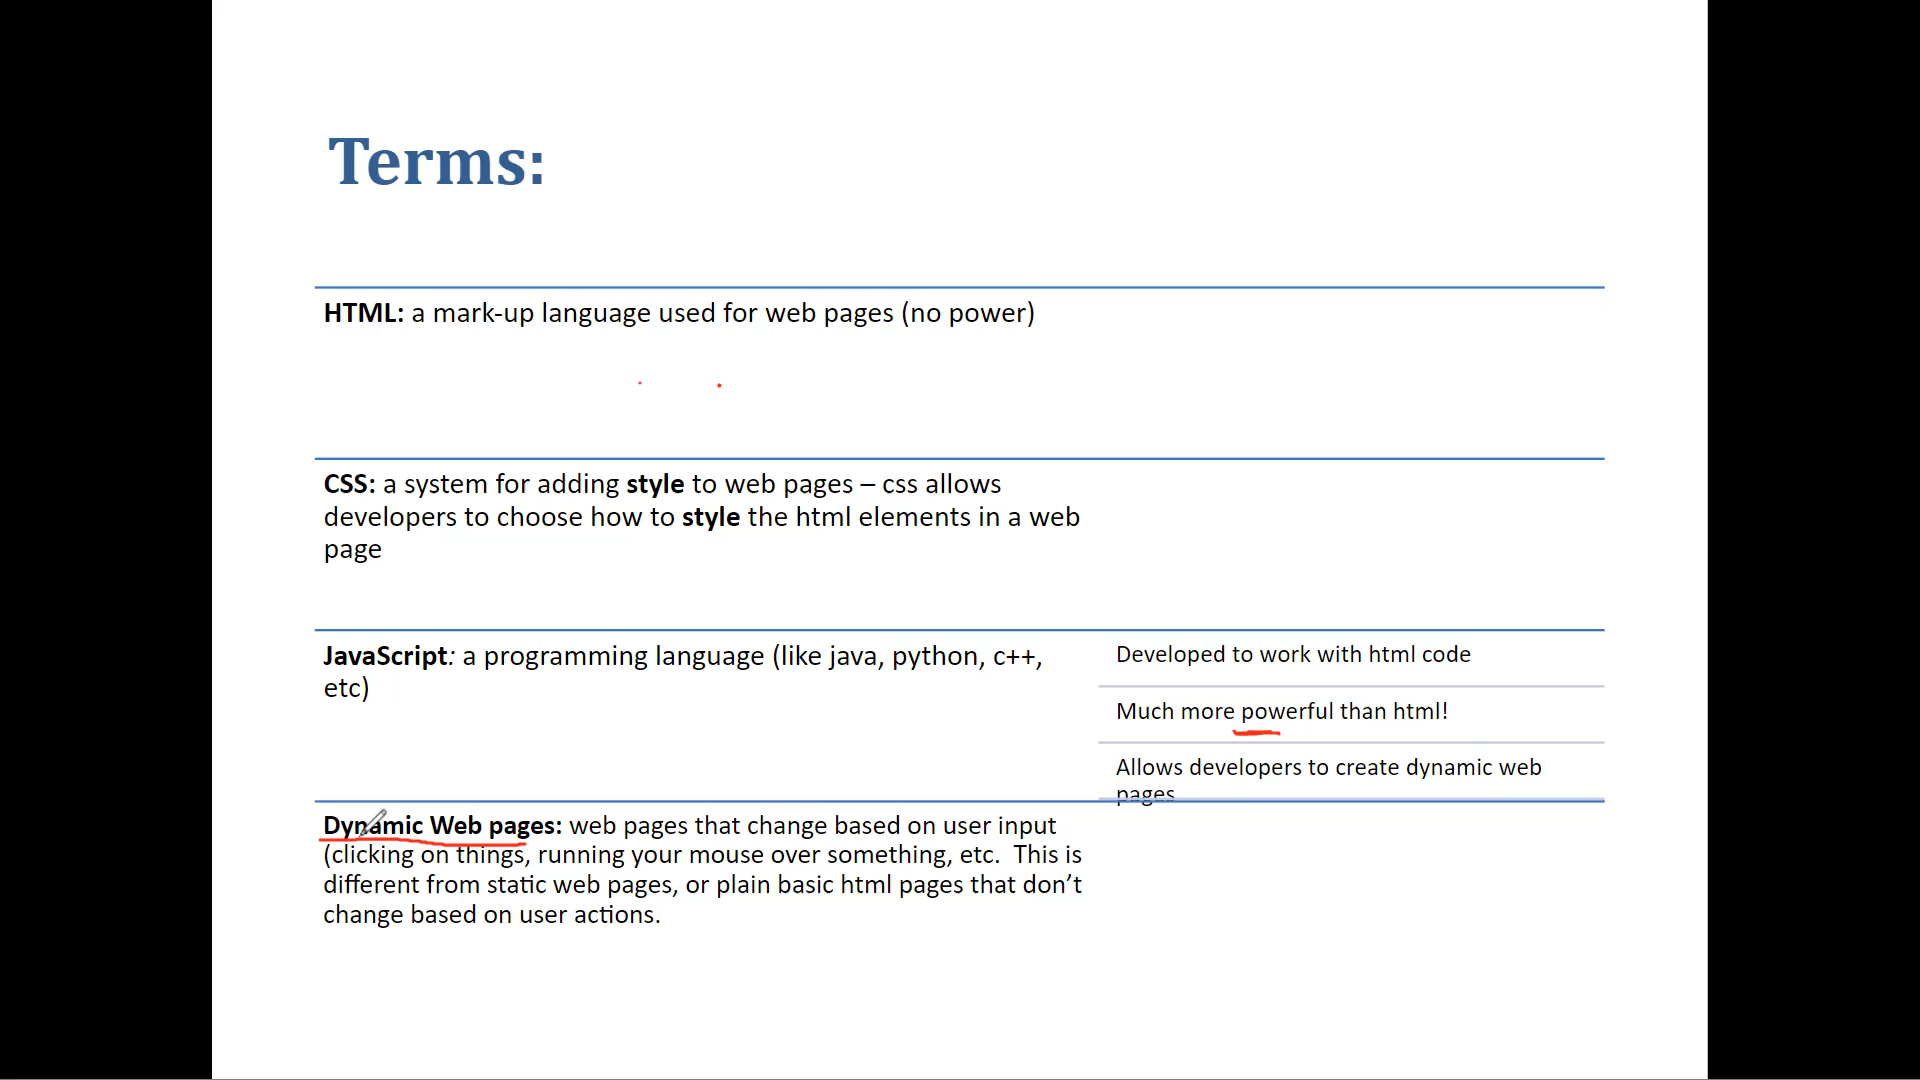 Terms:
HTML: a mark-up language used for web pages (no power)
CSS: a system for adding style to web pages – css allows
developers to choose how to style the html elements in a web
page
JavaScript: a programming language (like java, python, c++,
etc)
Developed to work with html code
Much more powerful than html!
Allows developers to create dynamic web
pages
Dynamic Web pages: web pages that change based on user input
(clicking on things, running your mouse over something, etc.  This is
different from static web pages, or plain basic html pages that don’t
change based on user actions.